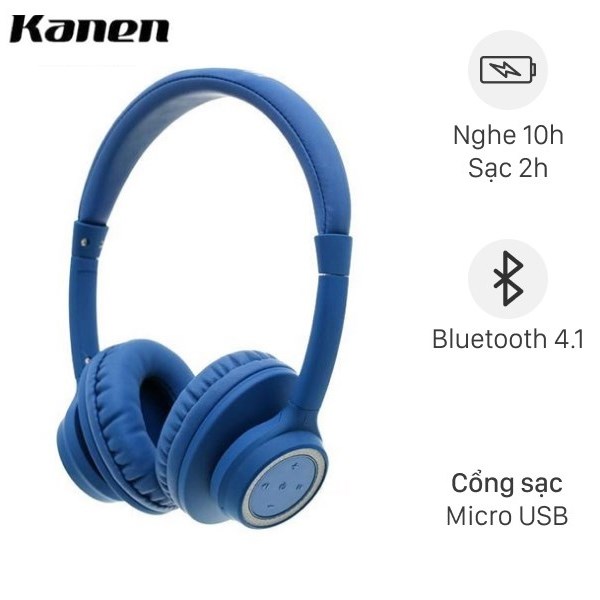 Kanen
Nghe 10h
Sạc 2h
Bluetooth 4.1
Cổng sạc
Micro USB